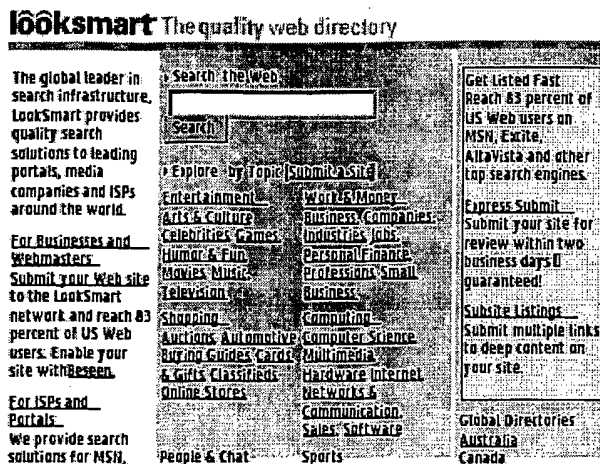 lôôksmart The quality web directory
The global leader in
search infrastructure,
LookSmart provides
quality search
solutions to leading
portals, media
companies and ISPs
around the world.
For Businesses and
Webmasters
Submit your Web site
to the LookSmart
network and reach 83
percent of US Web
users. Enable your
site with Beseen.
For ISPs and
Portals
We provide search
solutions for MSN,
Search the Web
Search
Explore by Topic [Submit a Site]
Entertainment
Arts & Culture
Celebrities Games
Humor & Fun
Movies Music
Television
Shopping
Auctions Automotive
Buying Guides Cards
& Gifts Classifieds
Online Stores
People & Chat
Work & Money
Business Companies
Industries Jobs
Personal Finance
Professions Small
Business
Computing
Computer Science
Multimedia
Hardware Internet
Networks &
Communication
Sales Software
Sports
Get Listed Fast
Reach 83 percent of
US Web users on
MSN, Excite,
AltaVista and other
top search engines.
Express Submit
Submit your site for
review within two
business days
guaranteed!
Subsite Listings
Submit multiple links
to deep content on
your site.
Global Directories
Australia
Canada